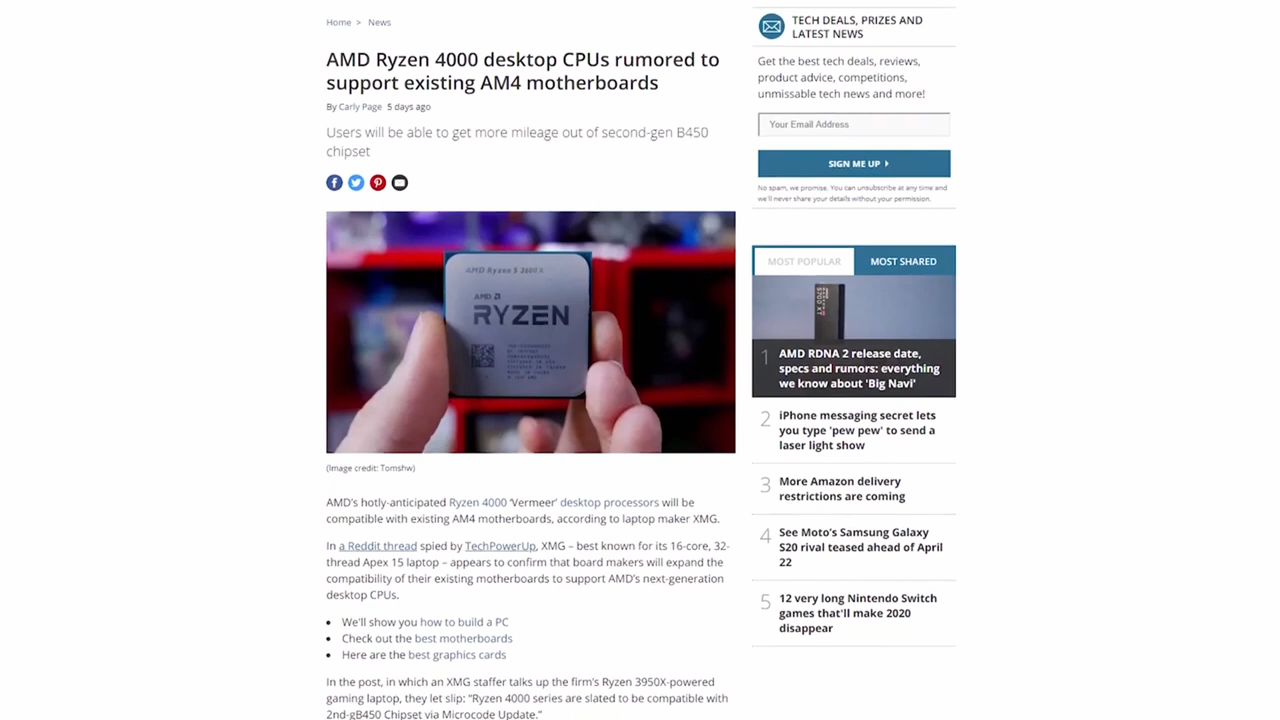 Home > News
AMD Ryzen 4000 desktop CPUs rumored to
support existing AM4 motherboards
By Carly Page 5 days ago
Users will be able to get more mileage out of second-gen B450
chipset
AMD Ryzen 5 3600X
AMD
RYZEN
(Image credit: Tomshw)
AMD's hotly-anticipated Ryzen 4000 'Vermeer' desktop processors will be
compatible with existing AM4 motherboards, according to laptop maker XMG.
In a Reddit thread spied by TechPowerUp, XMG – best known for its 16-core, 32-
thread Apex 15 laptop – appears to confirm that board makers will expand the
compatibility of their existing motherboards to support AMD's next-generation
desktop CPUs.
• We'll show you how to build a PC
• Check out the best motherboards
• Here are the best graphics cards
In the post, in which an XMG staffer talks up the firm's Ryzen 3950X-powered
gaming laptop, they let slip: "Ryzen 4000 series are slated to be compatible with
2nd-gB450 Chipset via Microcode Update."
TECH DEALS, PRIZES AND
LATEST NEWS
Get the best tech deals, reviews,
product advice, competitions,
unmissable tech news and more!
Your Email Address
SIGN ME UP
No spam, we promise. You can unsubscribe at any time and
we'll never share your details without your permission.
MOST POPULAR
MOST SHARED
5700 XT
1 AMD RDNA 2 release date,
specs and rumors: everything
we know about 'Big Navi'
2 iPhone messaging secret lets
you type 'pew pew' to send a
laser light show
3 More Amazon delivery
restrictions are coming
4 See Moto's Samsung Galaxy
S20 rival teased ahead of April
22
5 12 very long Nintendo Switch
games that'll make 2020
disappear